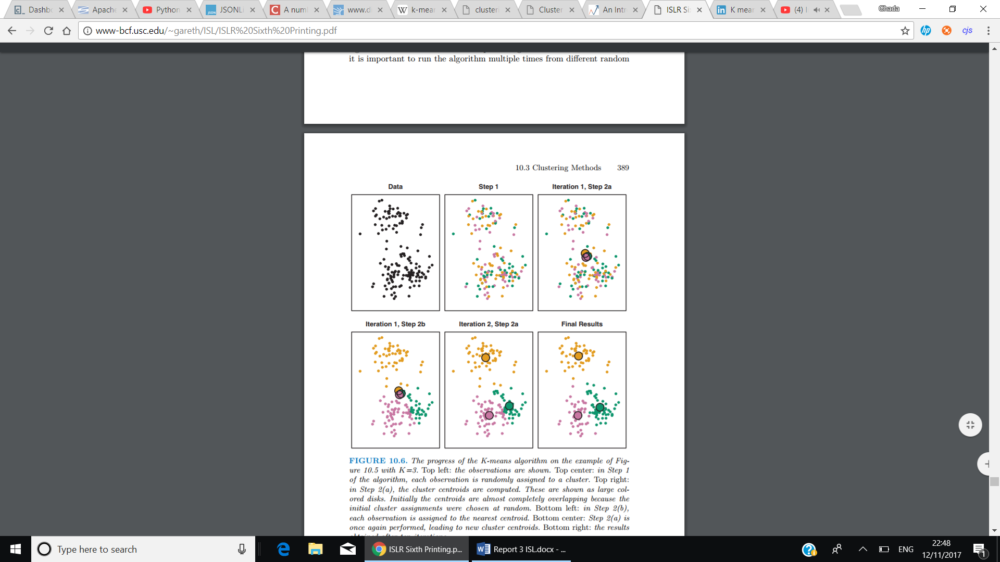 Dashb
Apache
Python
JSONLi
A num
www.d
k-mear
cluster
Cluster
An Intr
ISLR Si
K mear
(4)
Ghada
www-bcf.usc.edu/~gareth/ISL/ISLR%20Sixth%20Printing.pdf
it is important to run the algorithm multiple times from different random
10.3 Clustering Methods 389
Data
Step 1
Iteration 1, Step 2a
Iteration 1, Step 2b
Iteration 2, Step 2a
Final Results
FIGURE 10.6. The progress of the K-means algorithm on the example of Fig-
ure 10.5 with K=3. Top left: the observations are shown. Top center: in Step 1
of the algorithm, each observation is randomly assigned to a cluster. Top right:
in Step 2(a), the cluster centroids are computed. These are shown as large col-
ored disks. Initially the centroids are almost completely overlapping because the
initial cluster assignments were chosen at random. Bottom left: in Step 2(b),
each observation is assigned to the nearest centroid. Bottom center: Step 2(a) is
once again performed, leading to new cluster centroids. Bottom right: the results
Type here to search
ISLR Sixth Printing.p...
Report 3 ISL.docx - ...
ENG
22:48
12/11/2017
1